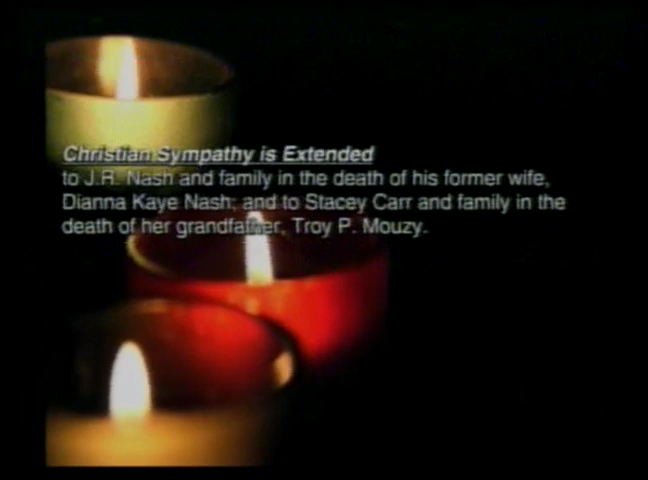 Christian Sympathy is Extended
to J.R. Nash and family in the death of his former wife,
Dianna Kaye Nash; and to Stacey Carr and family in the
death of her grandfather, Troy P. Mouzy.